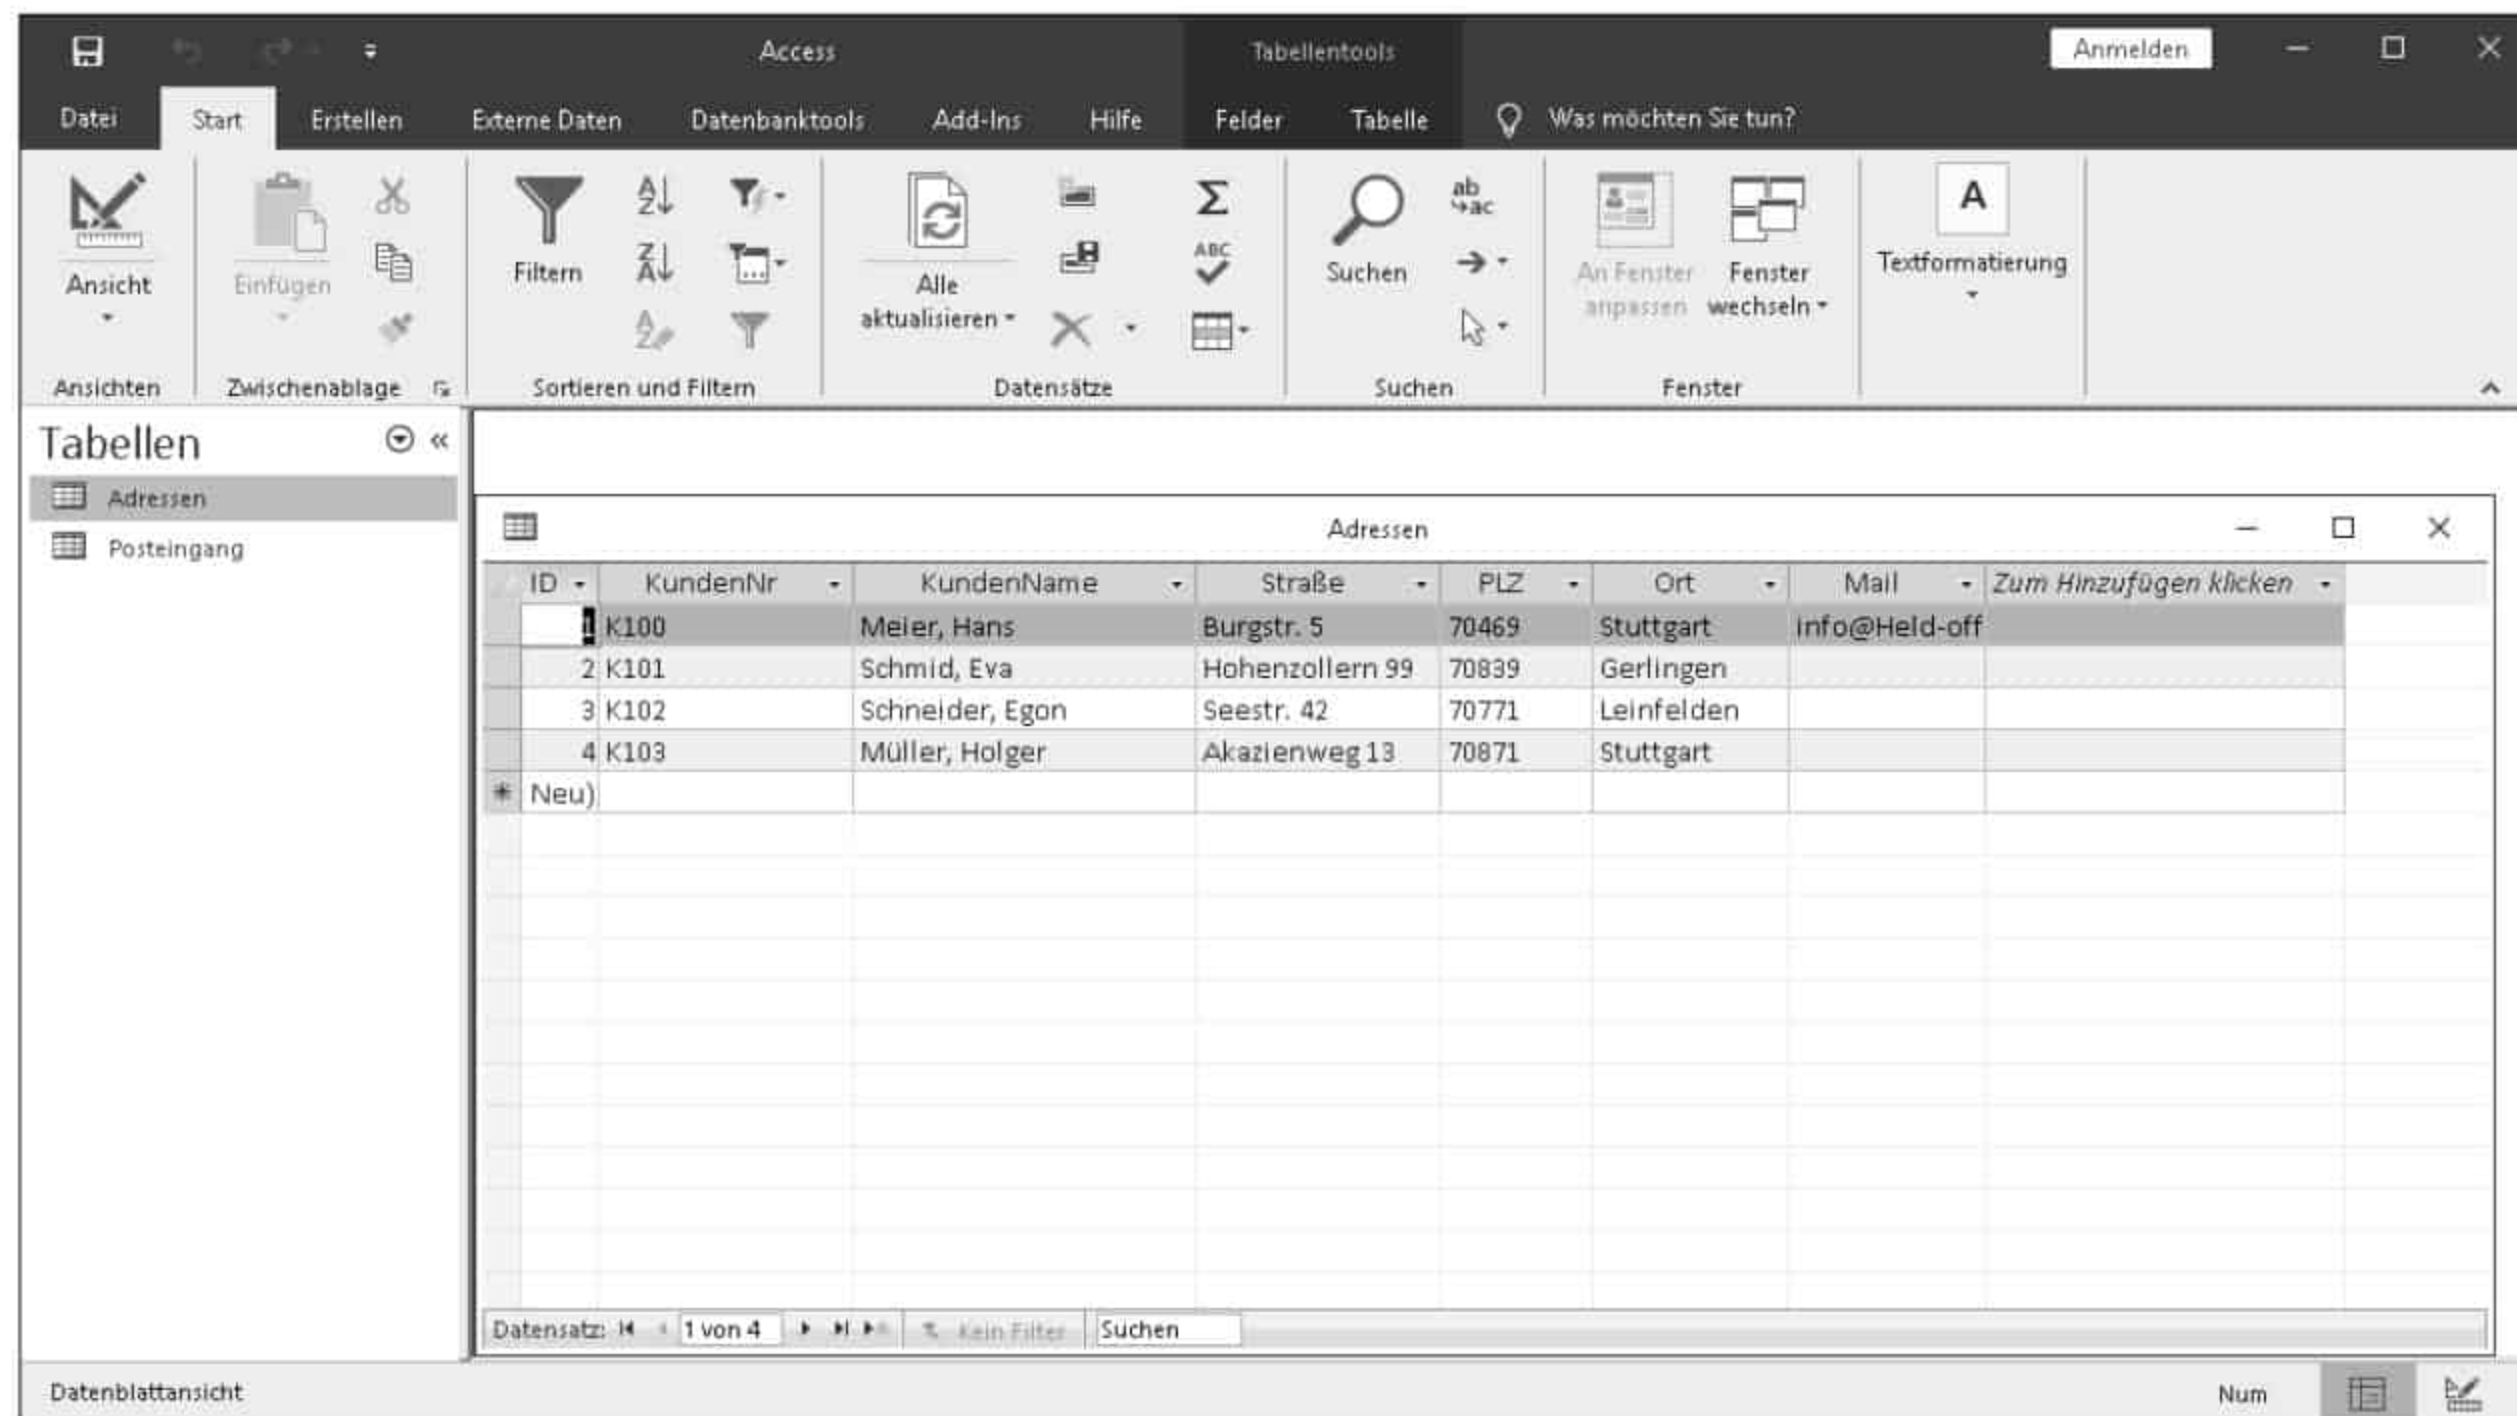 Access Tabellentools Anmelden
Datei Start Erstellen Externe Daten Datenbanktools Add-Ins Hilfe Felder Tabelle Was möchten Sie tun?
Ansicht Einfügen Filtern Alle aktualisieren Suchen An Fenster anpassen Fenster wechseln Textformatierung
Ansichten Zwischenablage Sortieren und Filtern Datensätze Suchen Fenster
Tabellen
Adressen
Posteingang
Adressen
ID KundenNr KundenName Straße PLZ Ort Mail Zum Hinzufügen klicken
1 K100 Meier, Hans Burgstr. 5 70469 Stuttgart info@Held-off
2 K101 Schmid, Eva Hohenzollern 99 70839 Gerlingen
3 K102 Schneider, Egon Seestr. 42 70771 Leinfelden
4 K103 Müller, Holger Akazienweg 13 70871 Stuttgart
* Neu)
Datensatz: 1 von 4 Kein Filter Suchen
Datenblattansicht Num